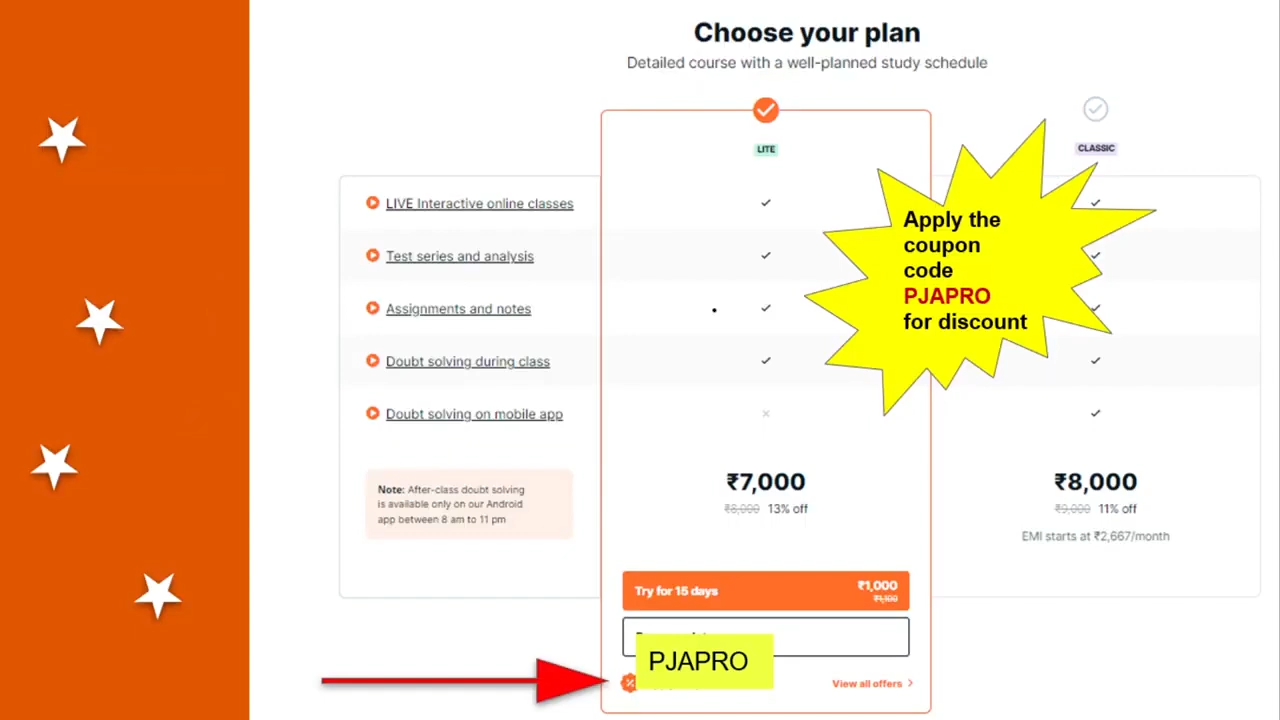 Choose your plan
Detailed course with a well-planned study schedule
LITE
CLASSIC
LIVE Interactive online classes
Test series and analysis
Assignments and notes
Doubt solving during class
Doubt solving on mobile app
Apply the
coupon
code
PJAPRO
for discount
Note: After-class doubt solving
is available only on our Android
app between 8 am to 11 pm
₹7,000
₹8,000 13% off
₹8,000
₹9,000 11% off
EMI starts at ₹2,667/month
Try for 15 days
₹1,000
₹1,100
PJAPRO
View all offers